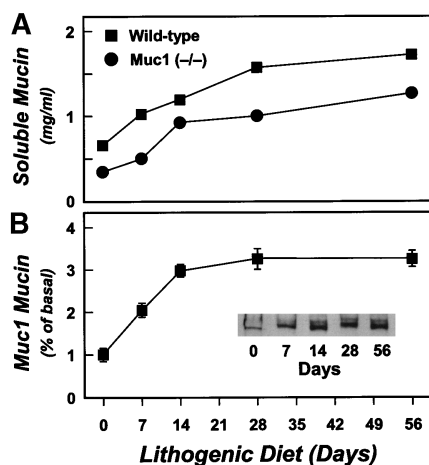 A
Wild-type
Muc1 (–/–)
Soluble Mucin
(mg/ml)
2
1
0
B
Muc1 Mucin
(% of basal)
4
3
2
1
0
0 7 14 28 56
Days
0 7 14 21 28 35 42 49 56
Lithogenic Diet (Days)